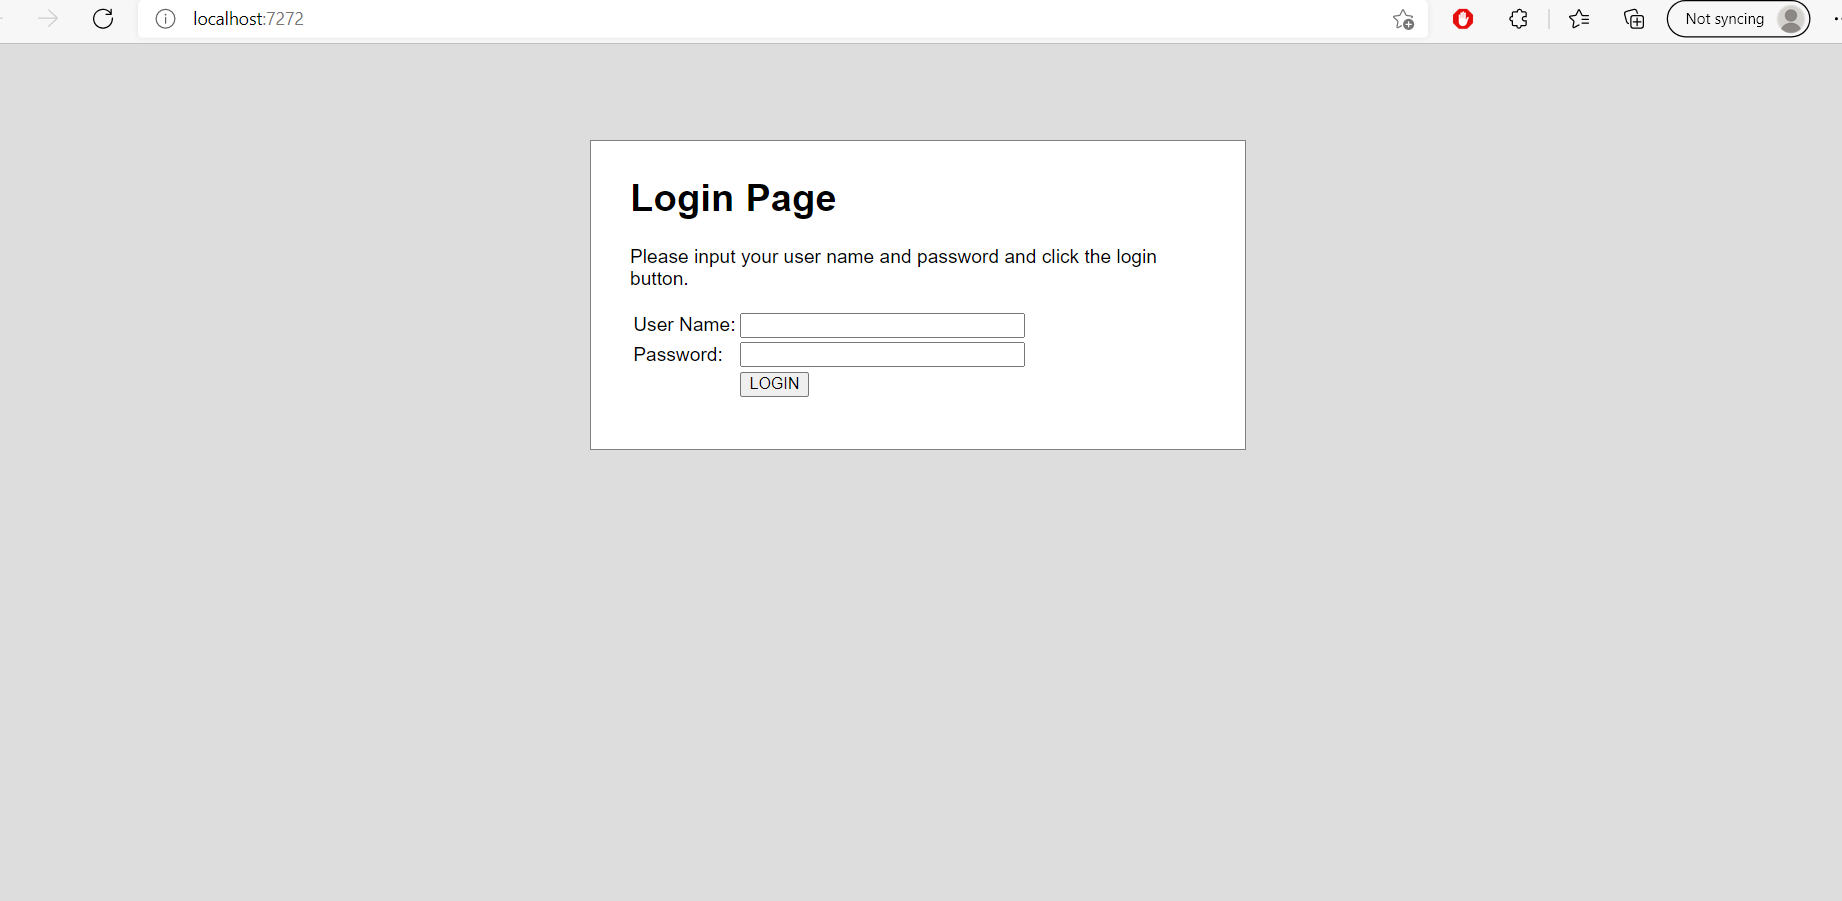 localhost:7272
Not syncing
Login Page
Please input your user name and password and click the login
button.
User Name:
Password:
LOGIN